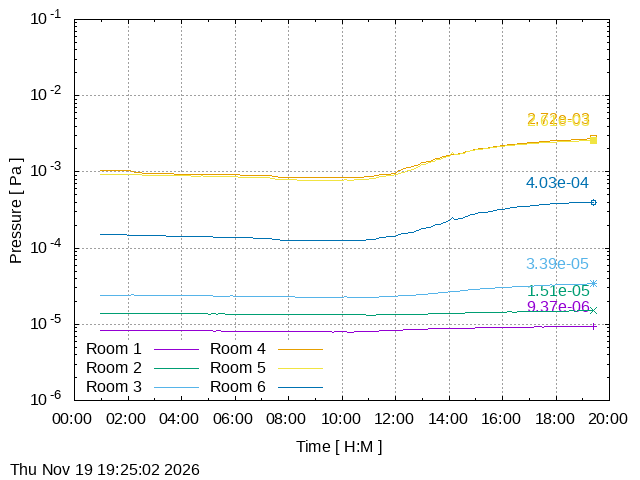 10^-1
10^-2
10^-3
10^-4
10^-5
10^-6
Pressure [ Pa ]
2.72e-03
4.03e-04
3.39e-05
1.51e-05
9.37e-06
Room 1 Room 4
Room 2 Room 5
Room 3 Room 6
00:00 02:00 04:00 06:00 08:00 10:00 12:00 14:00 16:00 18:00 20:00
Time [ H:M ]
Thu Nov 19 19:25:02 2026